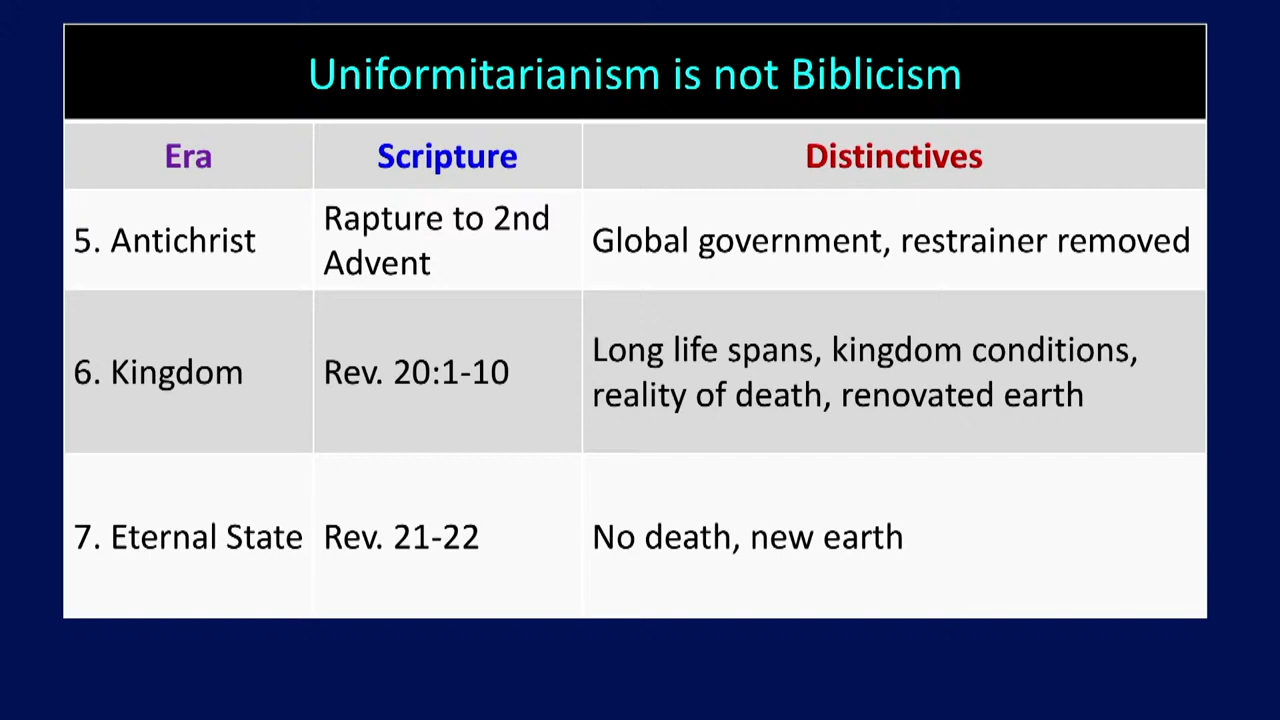 Uniformitarianism is not Biblicism
Era Scripture Distinctives
5. Antichrist
Rapture to 2nd
Advent
Global government, restrainer removed
6. Kingdom
Rev. 20:1-10
Long life spans, kingdom conditions,
reality of death, renovated earth
7. Eternal State
Rev. 21-22
No death, new earth